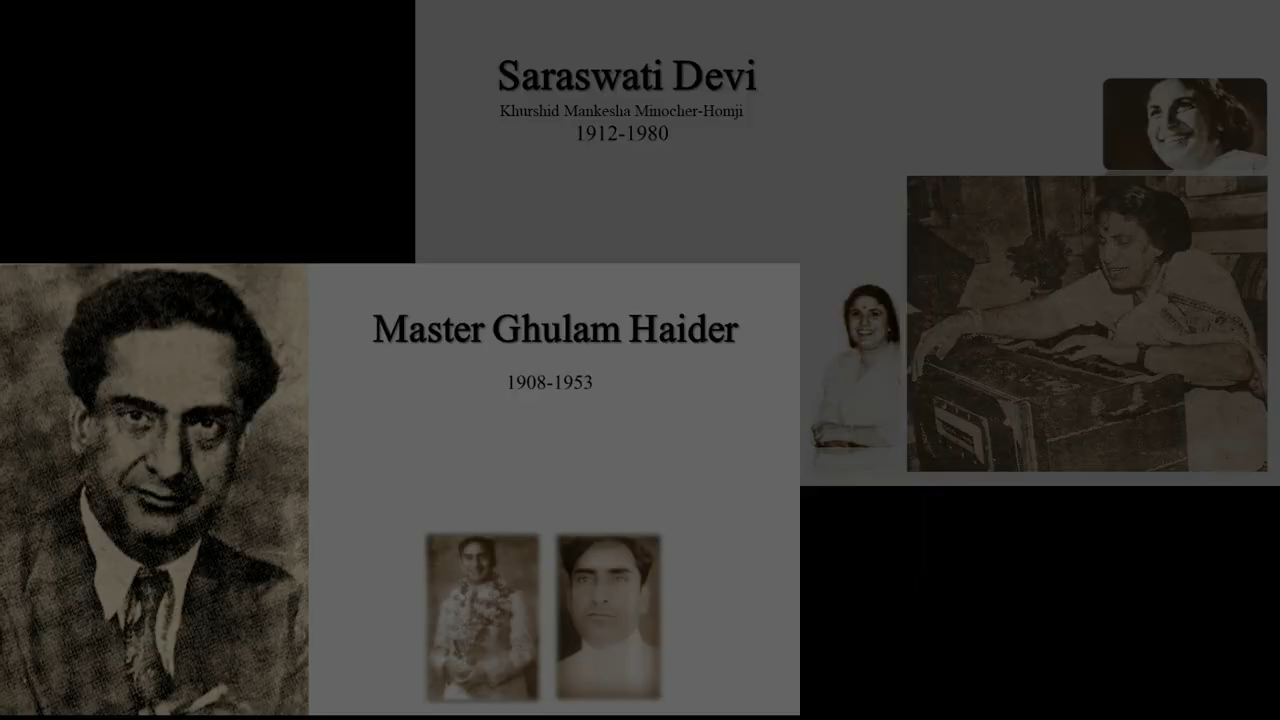 Saraswati Devi
Khurshid Mankesha Minocher-Homji
1912-1980
Master Ghulam Haider
1908-1953